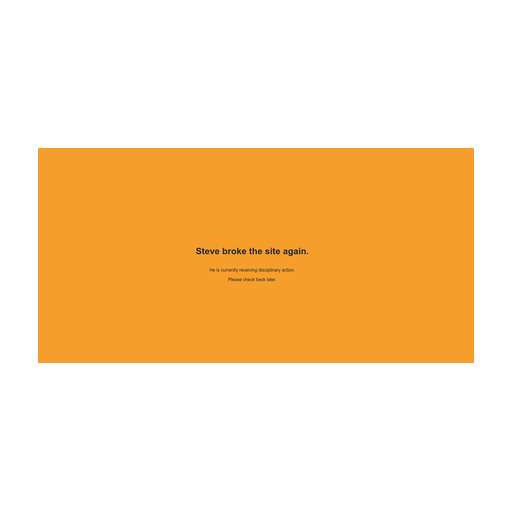 Steve broke the site again.
He is currently receiving disciplinary action.
Please check back later.